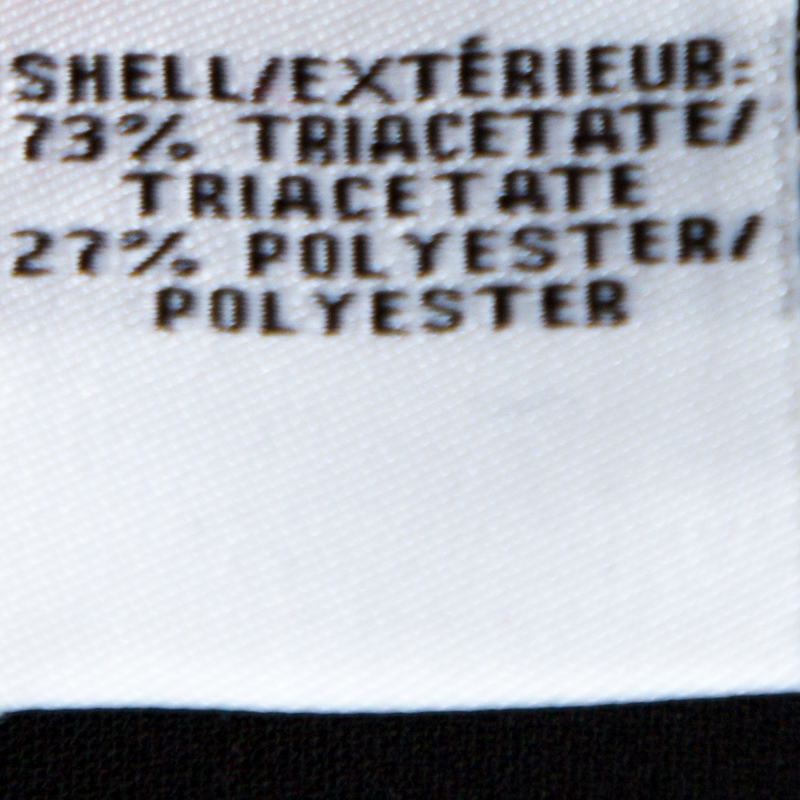 SHELL/EXTÉRIEUR:
73% TRIACETATE/
TRIACETATE
27% POLYESTER/
POLYESTER